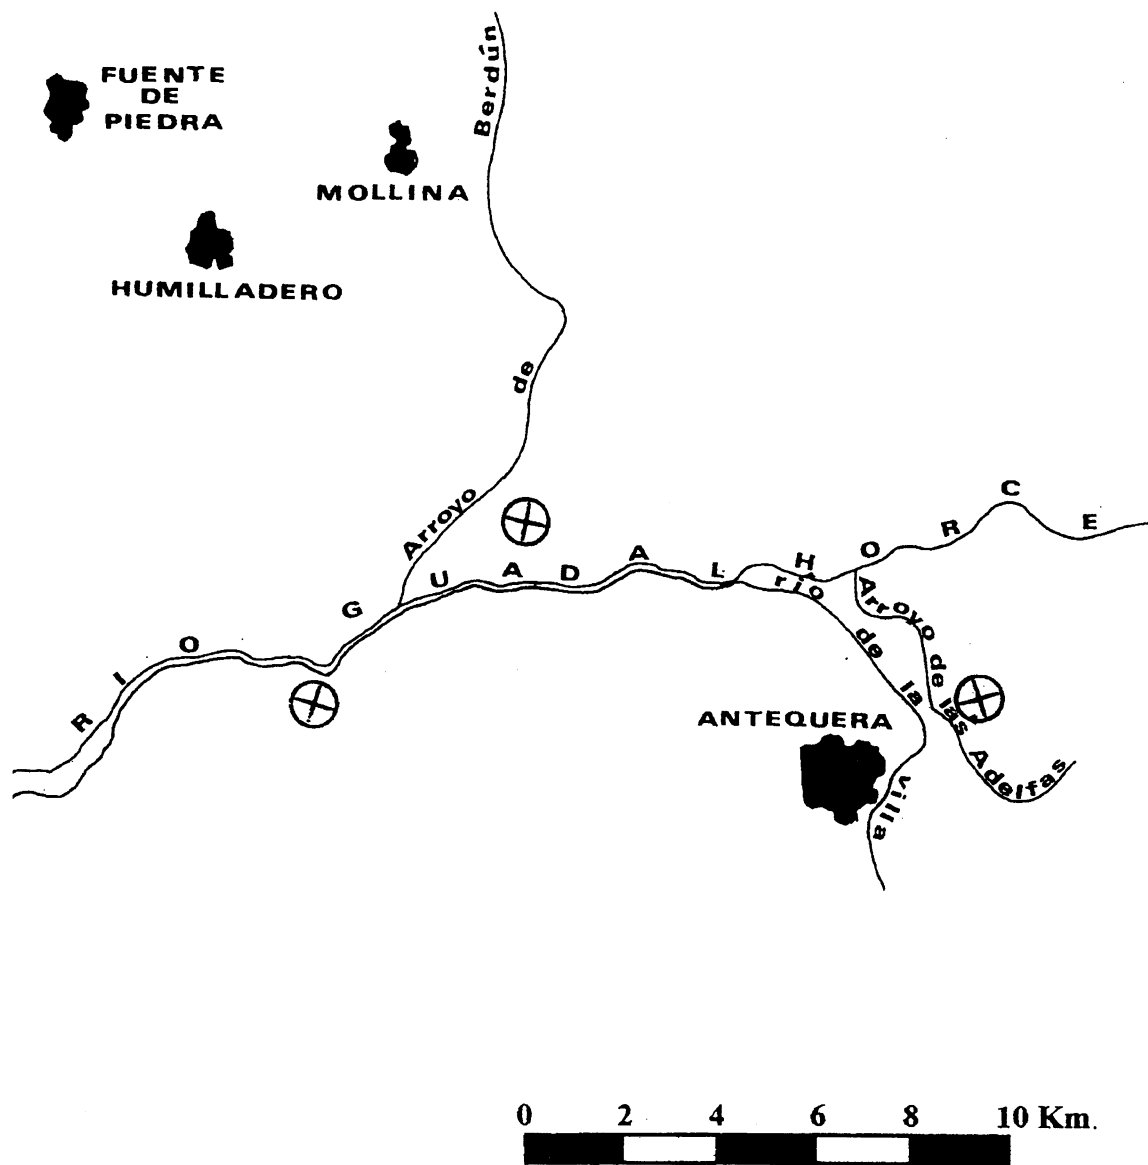 FUENTE
DE
PIEDRA
MOLLINA
HUMILLADERO
Arroyo de Berdún
RIO GUADALHORCE
río de la villa
Arroyo de las Adelfas
ANTEQUERA
0 2 4 6 8 10 Km.